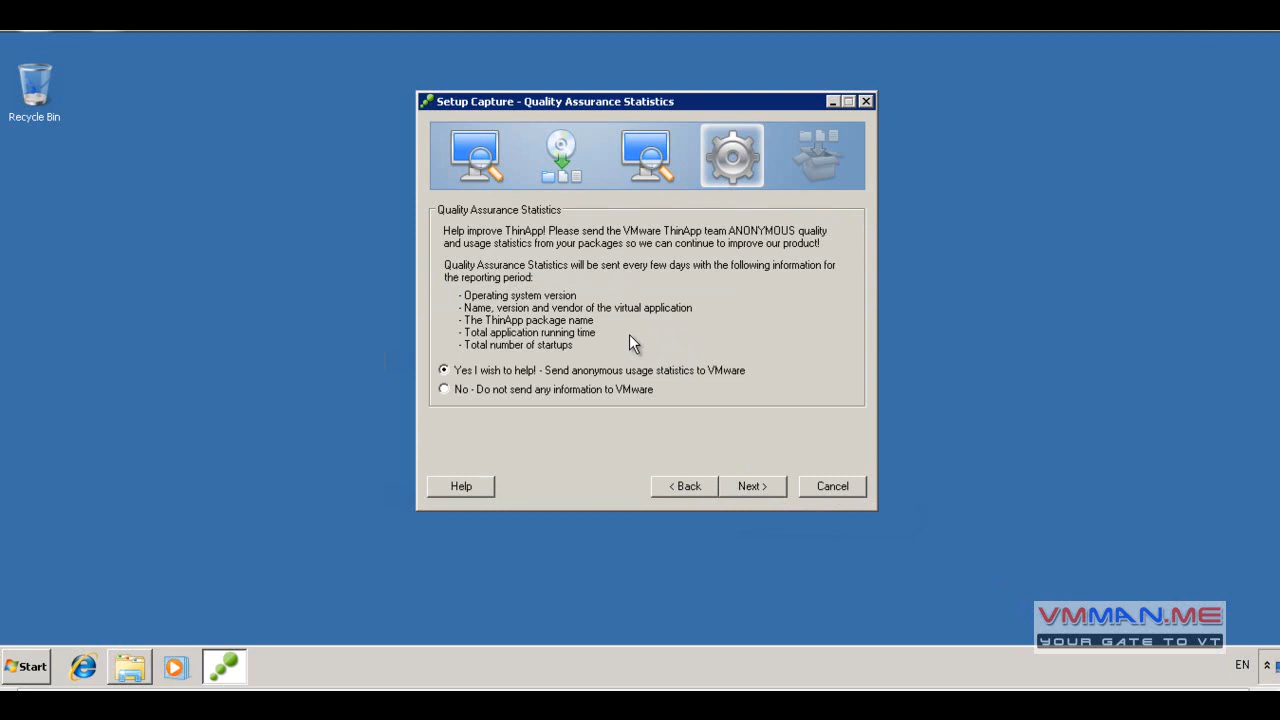 Recycle Bin
Setup Capture - Quality Assurance Statistics
Quality Assurance Statistics
Help improve ThinApp! Please send the VMware ThinApp team ANONYMOUS quality
and usage statistics from your packages so we can continue to improve our product!
Quality Assurance Statistics will be sent every few days with the following information for
the reporting period:
- Operating system version
- Name, version and vendor of the virtual application
- The ThinApp package name
- Total application running time
- Total number of startups
Yes I wish to help! - Send anonymous usage statistics to VMware
No - Do not send any information to VMware
Help
< Back
Next >
Cancel
VMMAN.ME
YOUR GATE TO VT
Start
EN